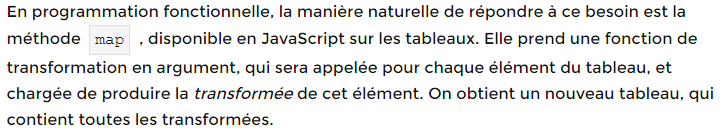 En programmation fonctionnelle, la manière naturelle de répondre à ce besoin est la
méthode map , disponible en JavaScript sur les tableaux. Elle prend une fonction de
transformation en argument, qui sera appelée pour chaque élément du tableau, et
chargée de produire la transformée de cet élément. On obtient un nouveau tableau, qui
contient toutes les transformées.